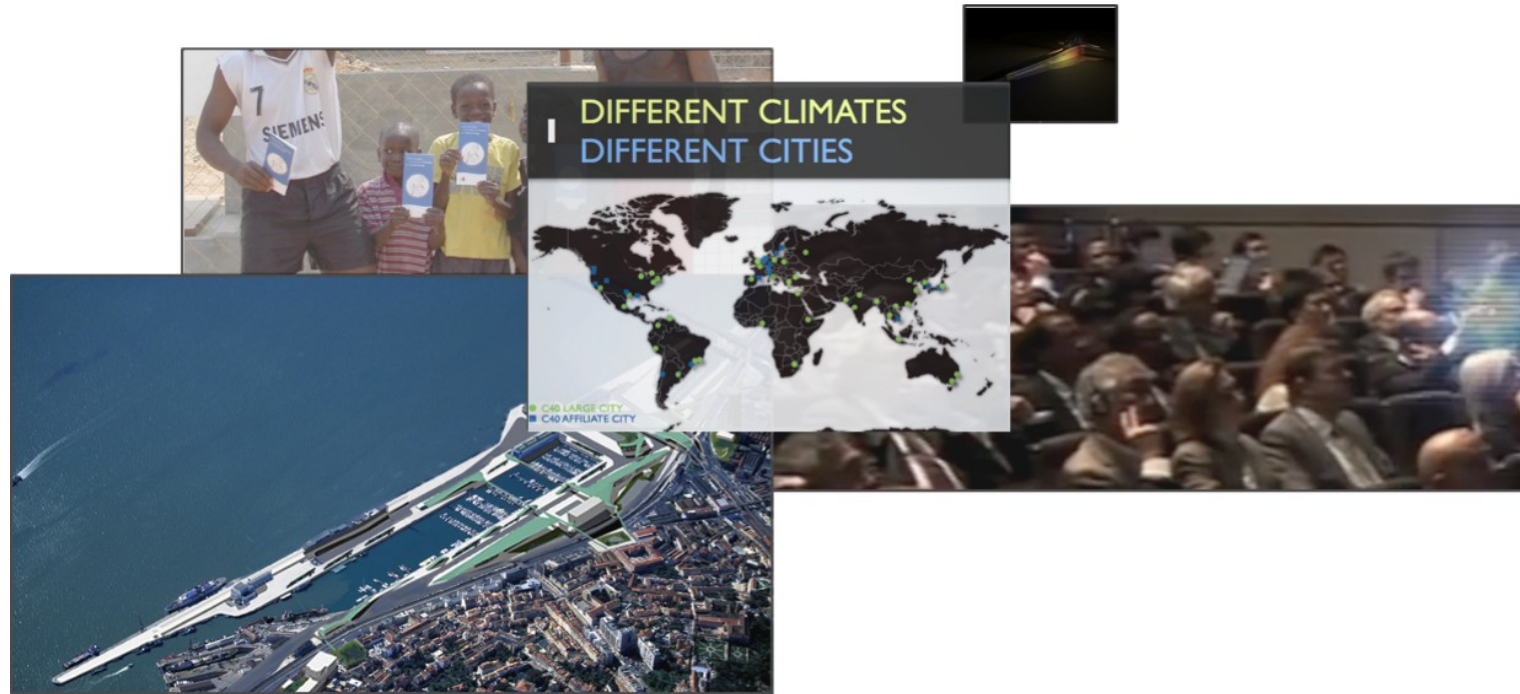 7
SIEMENS
I
DIFFERENT CLIMATES
DIFFERENT CITIES
C40 LARGE CITY
C40 AFFILIATE CITY